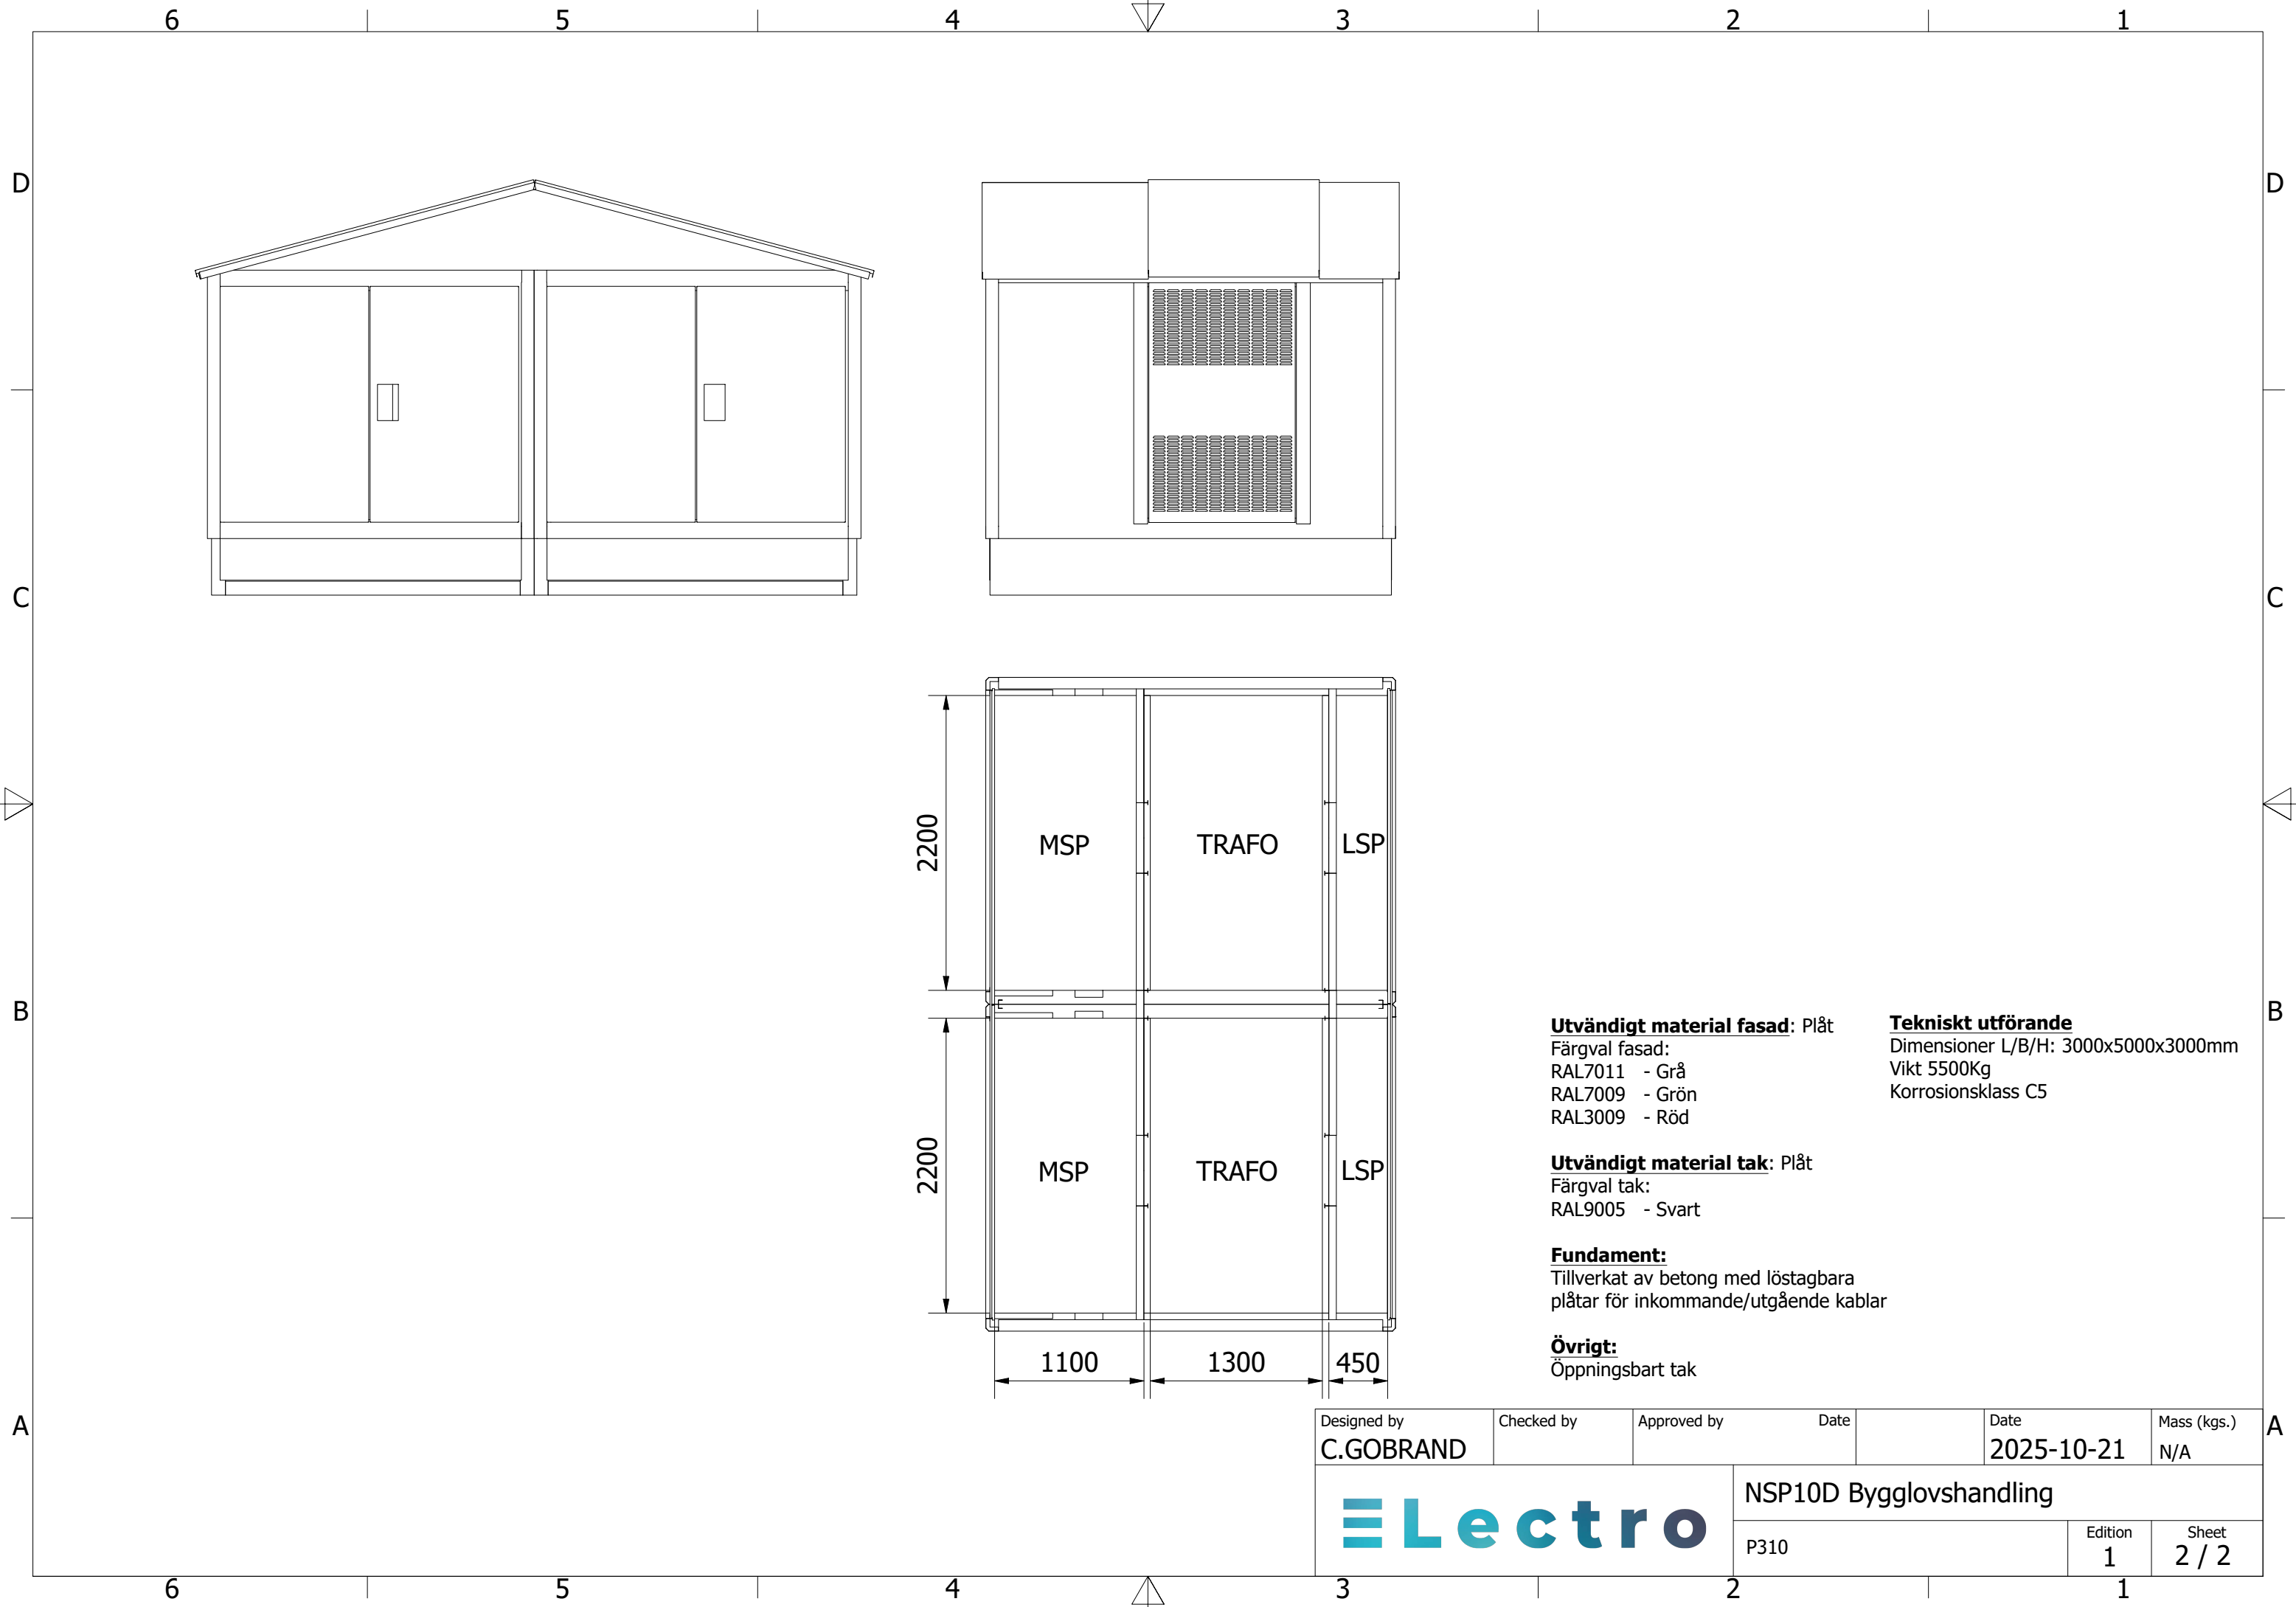 6 5 4 3 2 1
D D
C C
2200
MSP TRAFO LSP
B B
2200
MSP TRAFO LSP
1100 1300 450
Utvändigt material fasad: Plåt
Färgval fasad:
RAL7011 - Grå
RAL7009 - Grön
RAL3009 - Röd
Utvändigt material tak: Plåt
Färgval tak:
RAL9005 - Svart
Fundament:
Tillverkat av betong med löstagbara
plåtar för inkommande/utgående kablar
Övrigt:
Öppningsbart tak
Tekniskt utförande
Dimensioner L/B/H: 3000x5000x3000mm
Vikt 5500Kg
Korrosionsklass C5
A A
Designed by
C.GOBRAND
Checked by
Approved by Date
Date
2025-10-21
Mass (kgs.)
N/A
ELectro
NSP10D Bygglovshandling
P310
Edition
1
Sheet
2 / 2
6 5 4 3 2 1